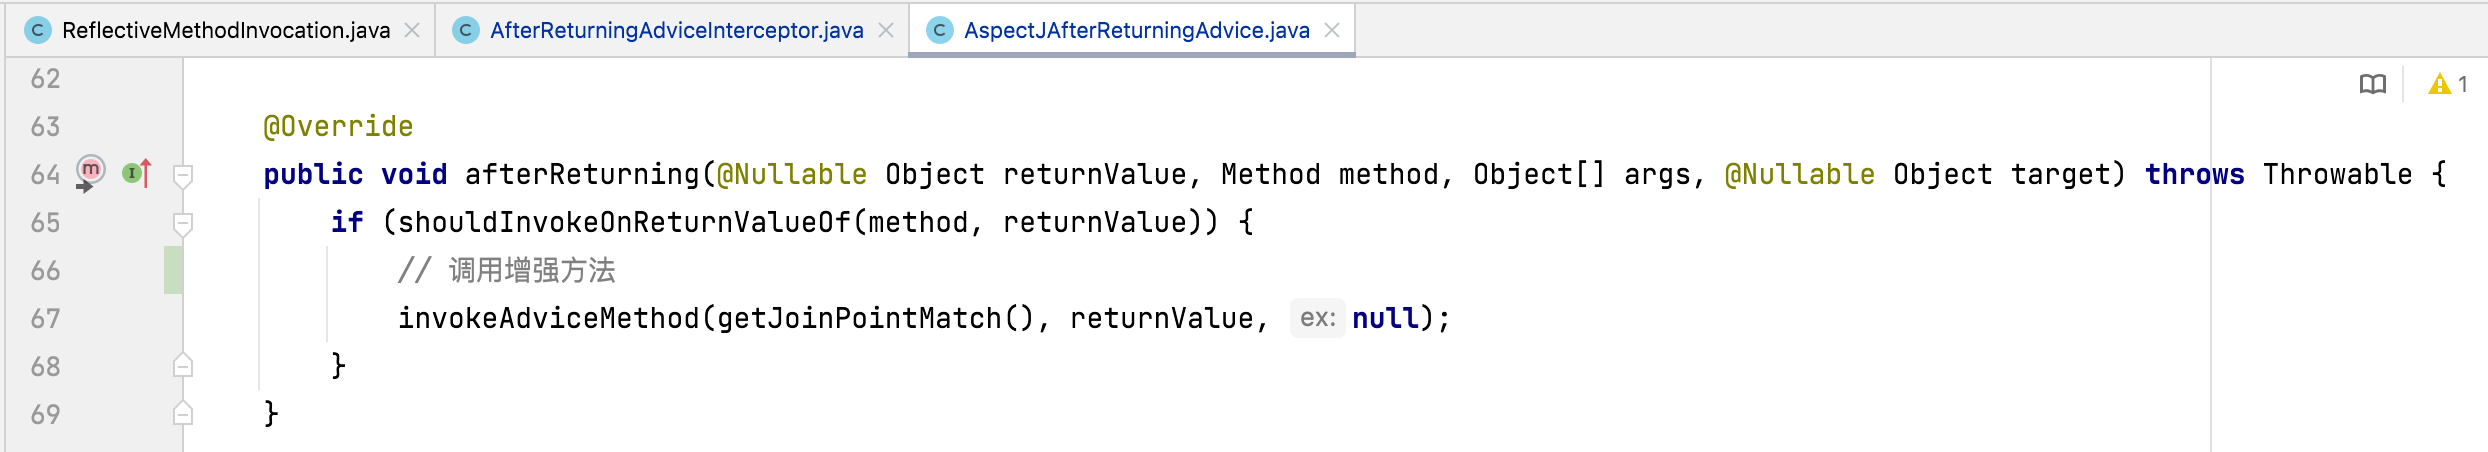 ReflectiveMethodInvocation.java AfterReturningAdviceInterceptor.java AspectJAfterReturningAdvice.java
62 1
63 @Override
64 public void afterReturning(@Nullable Object returnValue, Method method, Object[] args, @Nullable Object target) throws Throwable {
65 if (shouldInvokeOnReturnValueOf(method, returnValue)) {
66 // 调用增强方法
67 invokeAdviceMethod(getJoinPointMatch(), returnValue, ex: null);
68 }
69 }